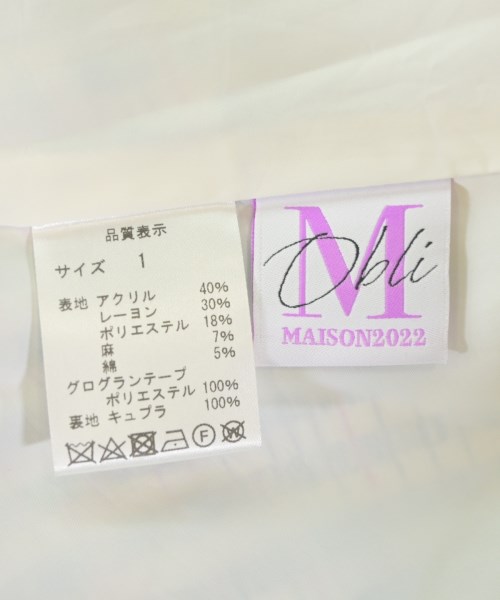 品質表示
サイズ 1
表地 アクリル 40%
レーヨン 30%
ポリエステル 18%
麻 7%
綿 5%
グログランテープ
ポリエステル 100%
裏地 キュプラ 100%
F W
M
Obli
MAISON2022